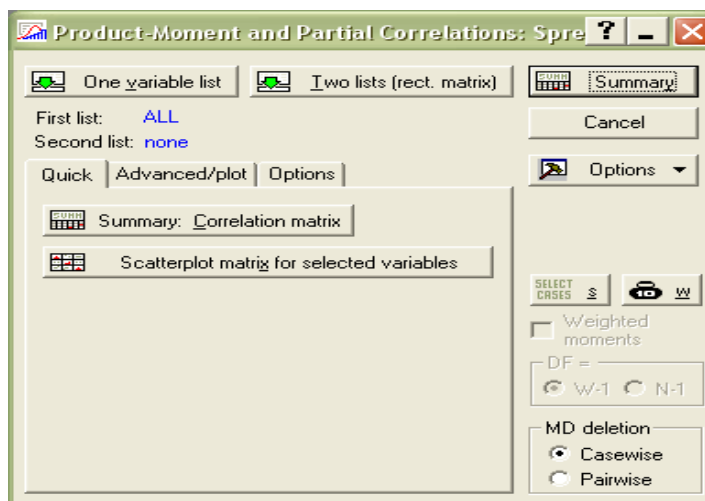 Product-Moment and Partial Correlations: Spre
One variable list
Two lists (rect. matrix)
Summary
First list: ALL
Cancel
Second list: none
Quick
Advanced/plot
Options
Options
Summary: Correlation matrix
Scatterplot matrix for selected variables
SELECT CASES S
W
Weighted moments
DF =
W-1
N-1
MD deletion
Casewise
Pairwise